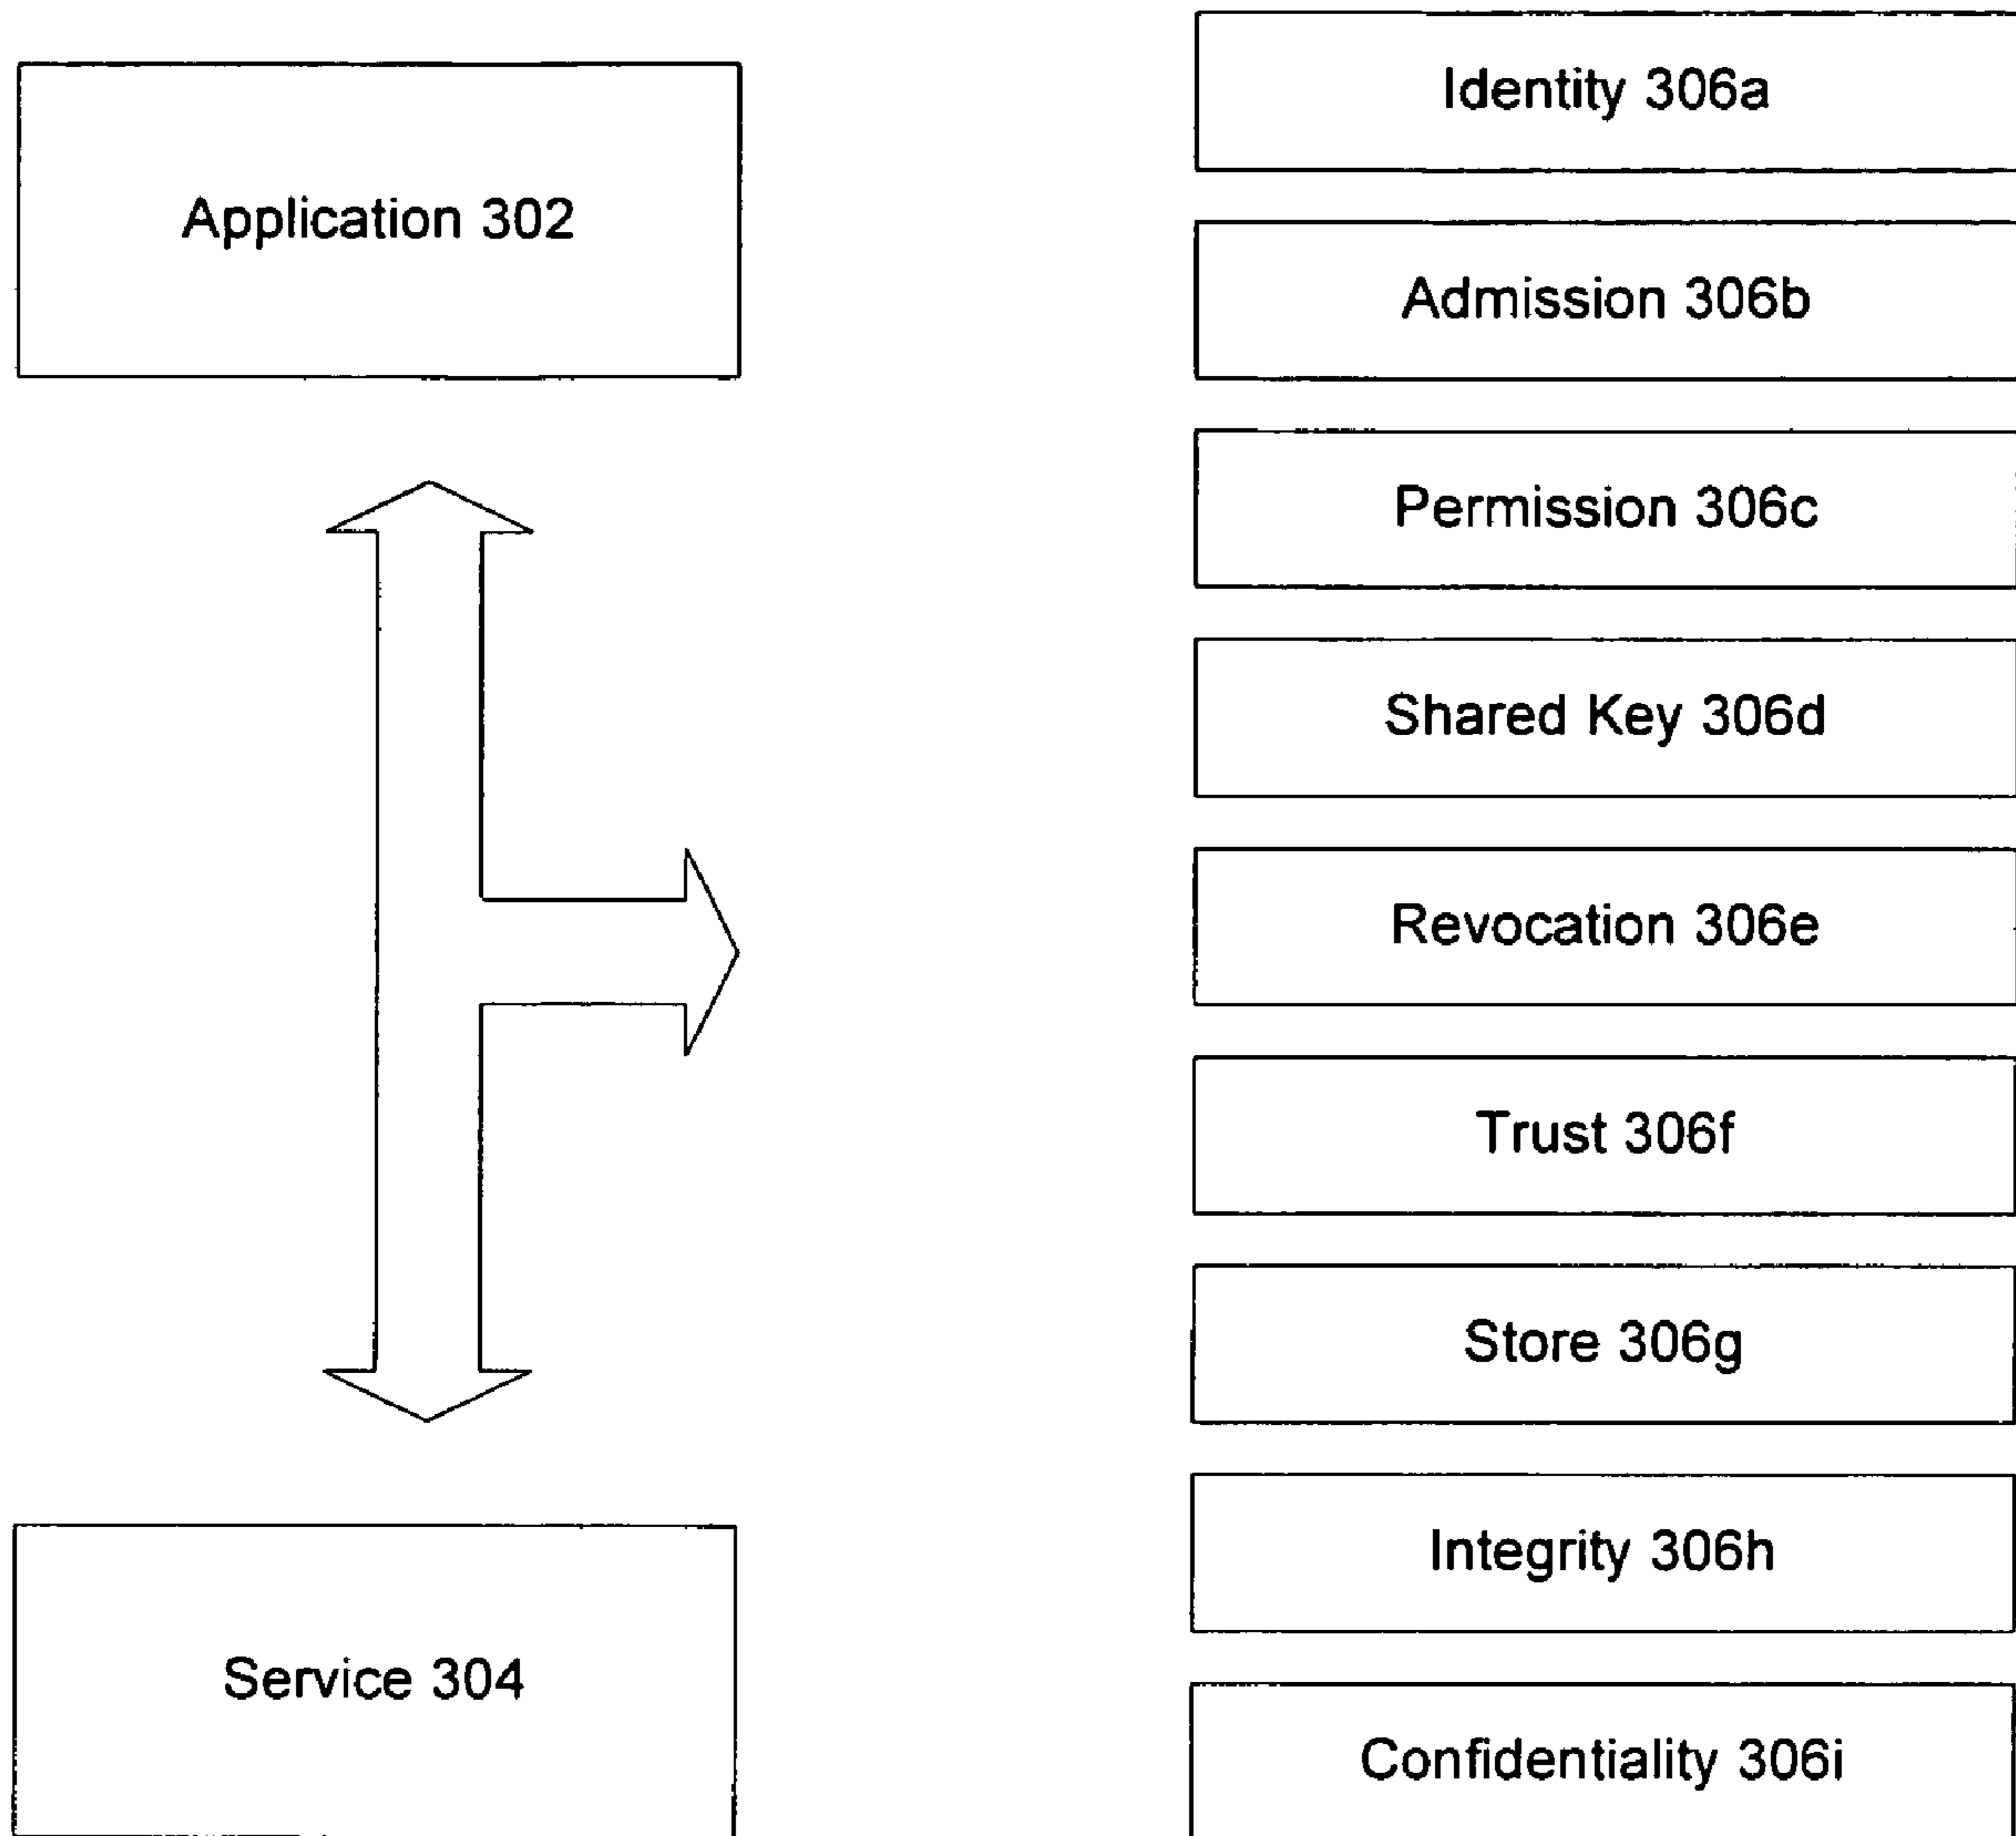 Application 302
Service 304
Identity 306a
Admission 306b
Permission 306c
Shared Key 306d
Revocation 306e
Trust 306f
Store 306g
Integrity 306h
Confidentiality 306i